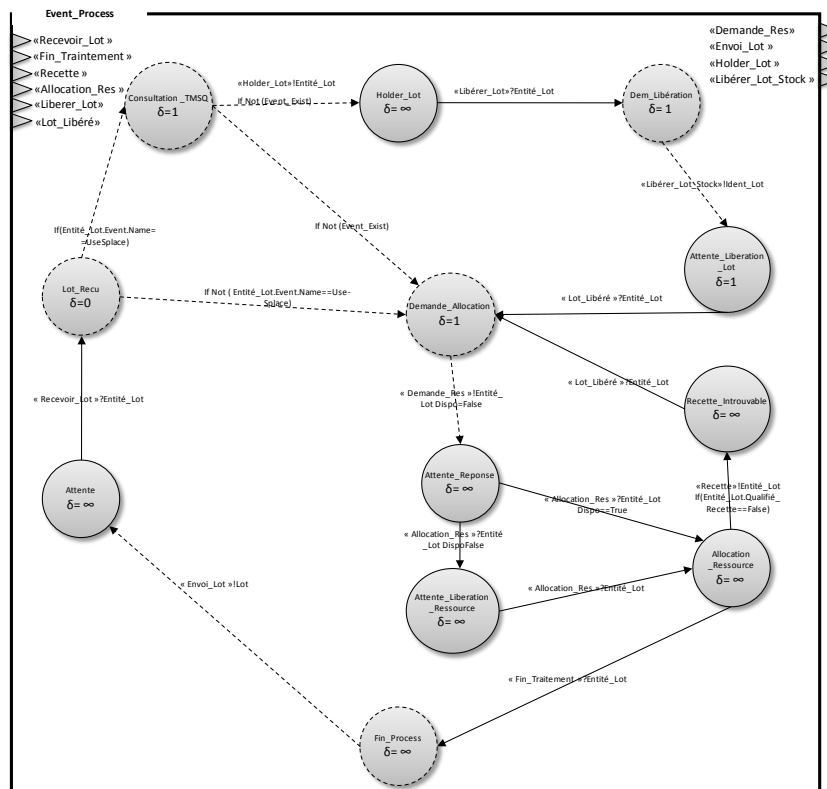 Event_Process
«Recevoir_Lot»
«Fin_Traintement»
«Recette »
«Allocation_Res »
«Liberer_Lot»
«Lot_Libéré»
«Demande_Res»
«Envoi_Lot »
«Holder_Lot »
«Libérer_Lot_Stock »
Consultation _TMSQ
δ=1
«Holder_Lot»!Entité_Lot
If Not (Event_Exist)
Holder_Lot
δ= ∞
«Libérer_Lot»?Entité_Lot
Dem_Libération
δ= 1
«Libérer_Lot_Stock»!Ident_Lot
If(Entité_Lot.Event.Name=
=UseSplace)
If Not (Event_Exist)
Attente_Liberation
_Lot
δ=1
Lot_Recu
δ=0
If Not ( Entité_Lot.Event.Name==Use-
Splace)
Demande_Allocation
δ=1
« Lot_Libéré »?Entité_Lot
« Lot_Libéré »?Entité_Lot
« Recevoir_Lot »?Entité_Lot
« Demande_Res »!Entité_
Lot Dispo=False
Recette_Introuvable
δ= ∞
Attente
δ= ∞
Attente_Reponse
δ= ∞
« Allocation_Res »?Entité_Lot
Dispo==True
«Recette»!Entité_Lot
If(Entité_Lot.Qualifié_
Recette==False)
« Allocation_Res »?Entité
_Lot DispoFalse
Allocation
_Ressource
δ= ∞
« Envoi_Lot »!Lot
Attente_Liberation
_Ressource
δ= ∞
« Allocation_Res »?Entité_Lot
« Fin_Traitement »?Entité_Lot
Fin_Process
δ= ∞